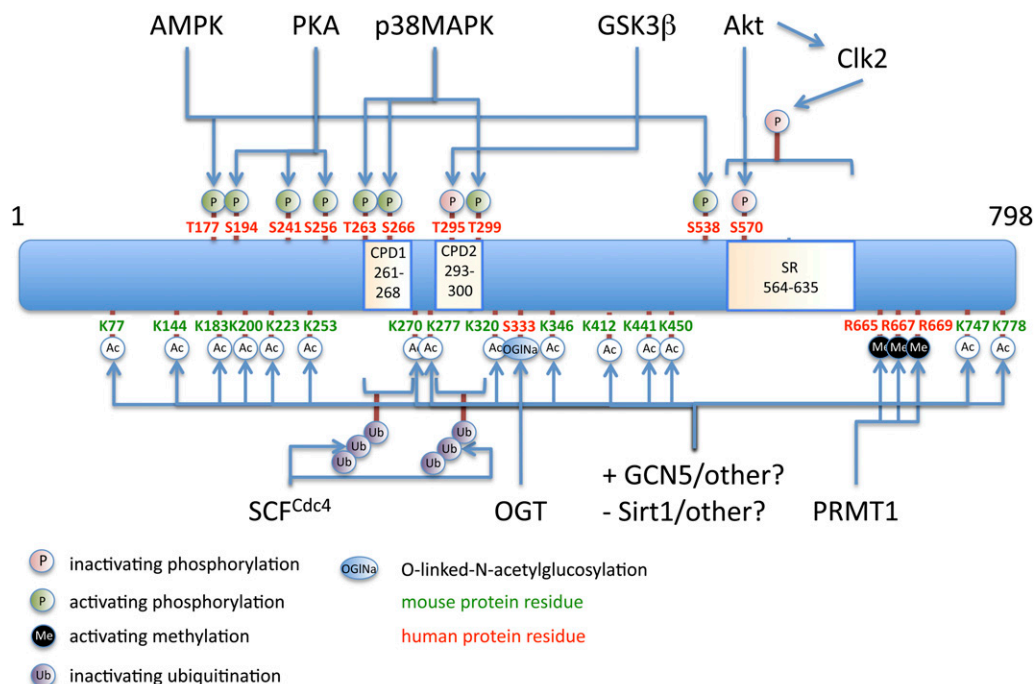 AMPK PKA p38MAPK GSK3β Akt
Clk2
P
P P P P P P P P P P
1 T177 S194 S241 S256 T263 S266 T295 T299 S538 S570 798
CPD1 261-268
CPD2 293-300
SR 564-635
K77 K144 K183 K200 K223 K253 K270 K277 K320 S333 K346 K412 K441 K450 R665 R667 R669 K747 K778
Ac Ac Ac Ac Ac Ac Ac Ac Ac OGlNa Ac Ac Ac Ac Me Me Me Ac Ac
Ub Ub
Ub Ub
Ub Ub
+ GCN5/other?
SCFCdc4 OGT - Sirt1/other? PRMT1
P inactivating phosphorylation
P activating phosphorylation
Me activating methylation
Ub inactivating ubiquitination
OGlNa O-linked-N-acetylglucosylation
mouse protein residue
human protein residue